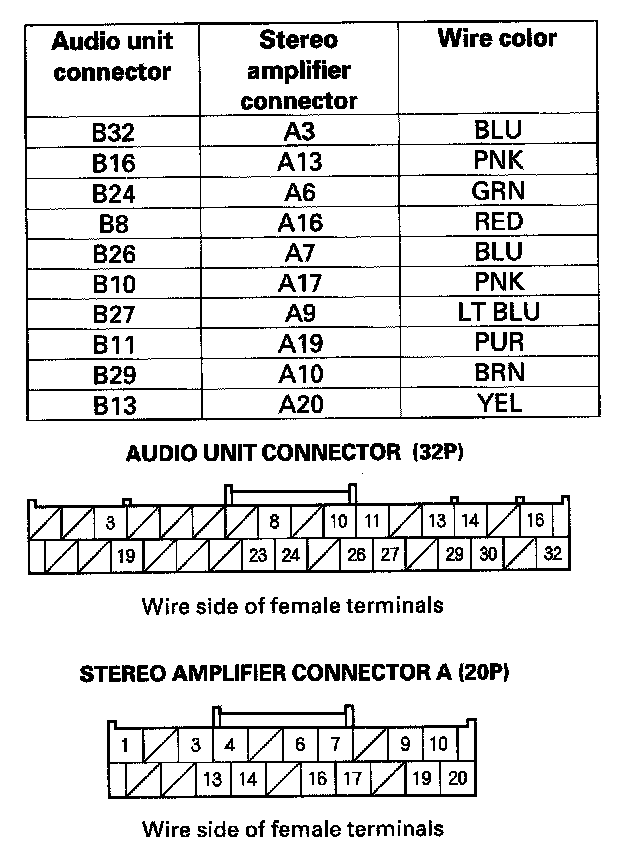 Audio unit connector Stereo amplifier connector Wire color
B32 A3 BLU
B16 A13 PNK
B24 A6 GRN
B8 A16 RED
B26 A7 BLU
B10 A17 PNK
B27 A9 LT BLU
B11 A19 PUR
B29 A10 BRN
B13 A20 YEL
AUDIO UNIT CONNECTOR (32P)
3 8 10 11 13 14 16
19 23 24 26 27 29 30 32
Wire side of female terminals
STEREO AMPLIFIER CONNECTOR A (20P)
1 3 4 6 7 9 10
13 14 16 17 19 20
Wire side of female terminals